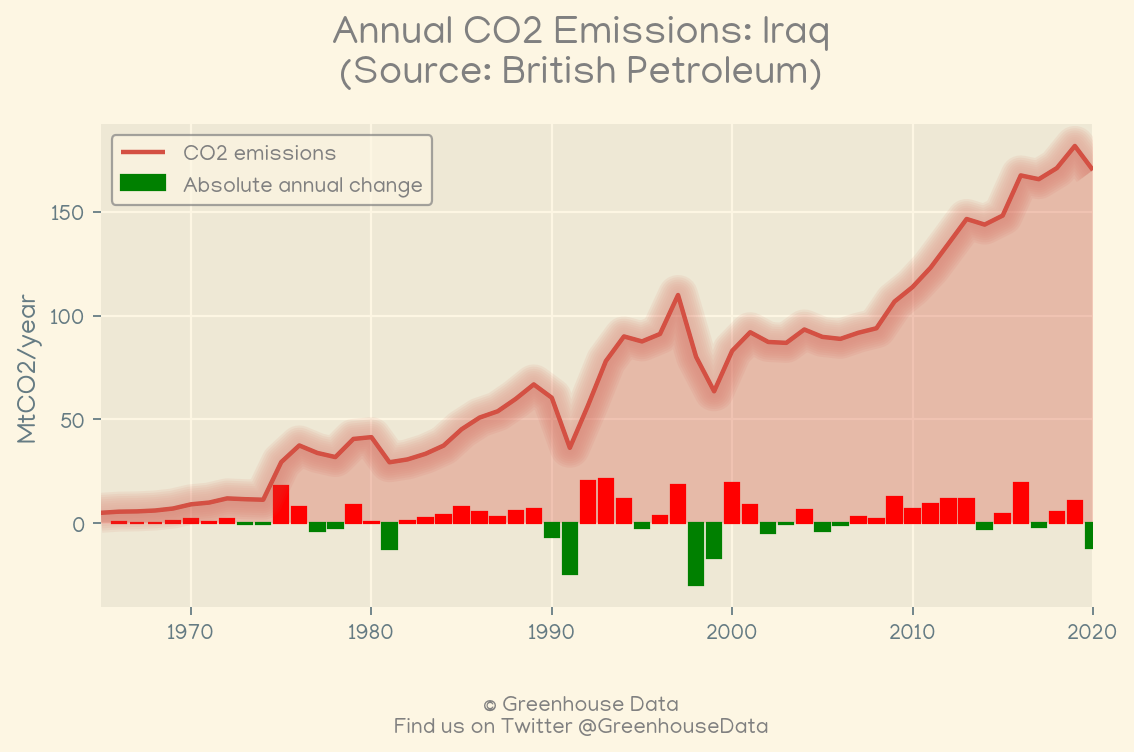 Annual CO2 Emissions: Iraq
(Source: British Petroleum)
CO2 emissions
Absolute annual change
MtCO2/year
150
100
50
0
1970 1980 1990 2000 2010 2020
© Greenhouse Data
Find us on Twitter @GreenhouseData